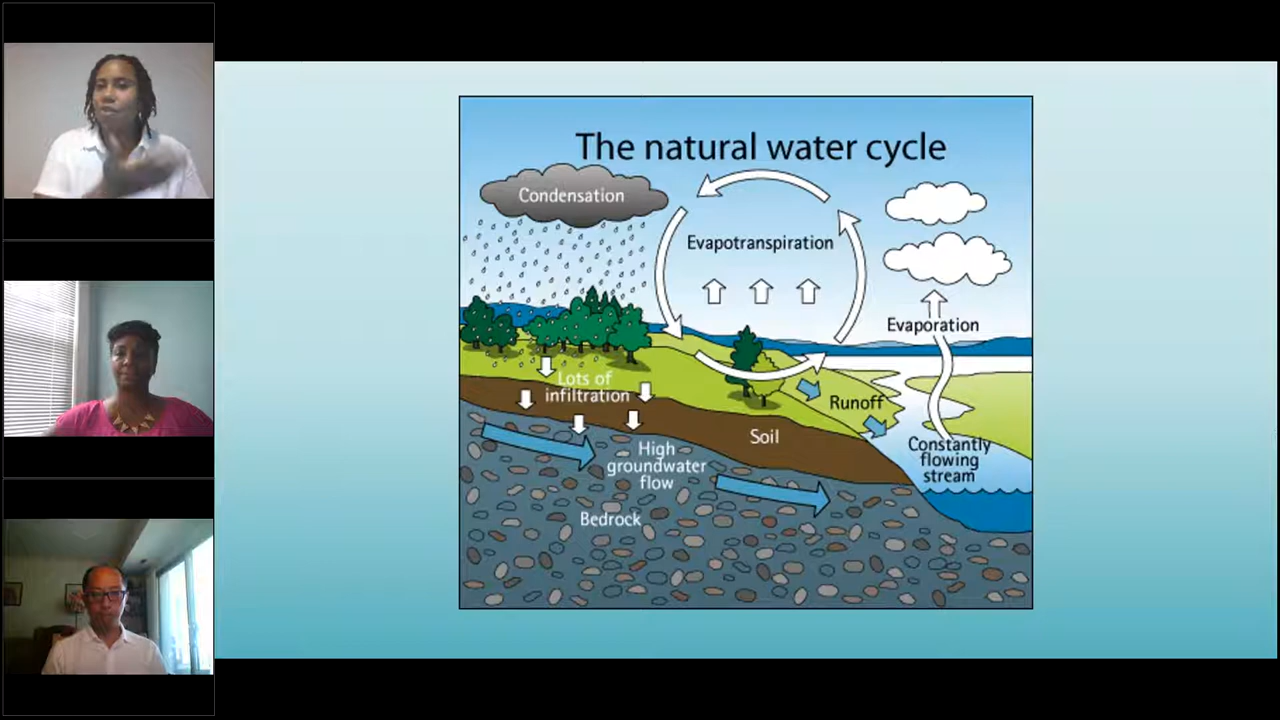 The natural water cycle
Condensation
Evapotranspiration
Evaporation
Lots of
infiltration
Runoff
Soil
High
groundwater
flow
Constantly
flowing
stream
Bedrock